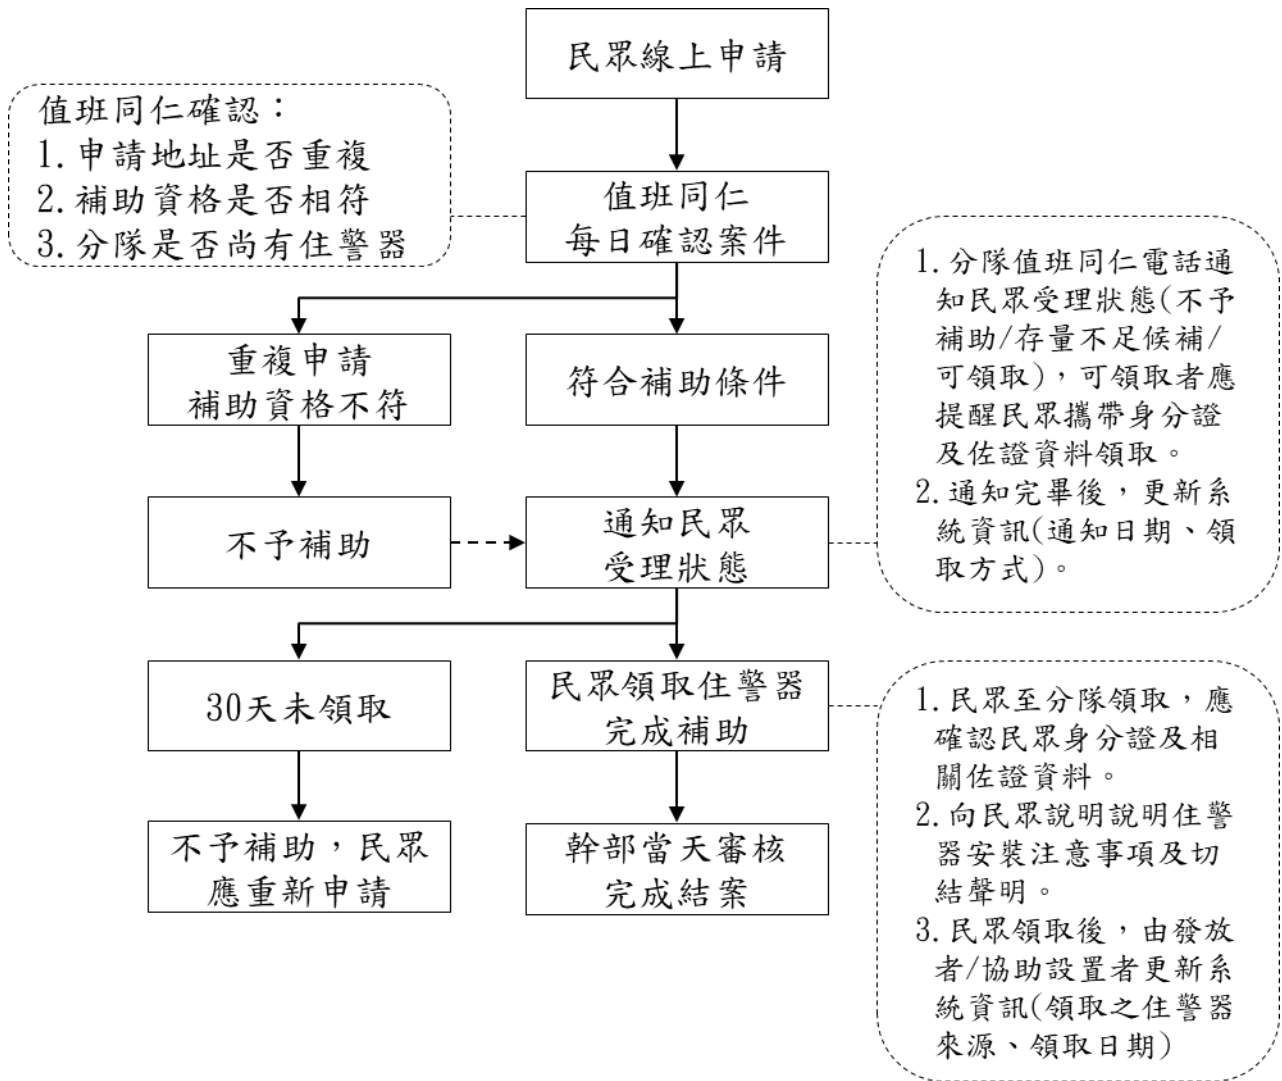 民眾線上申請
值班同仁確認：
1.申請地址是否重複
2.補助資格是否相符
3.分隊是否尚有住警器
值班同仁
每日確認案件
重複申請
補助資格不符
符合補助條件
1.分隊值班同仁電話通
知民眾受理狀態(不予
補助/存量不足候補/
可領取)，可領取者應
提醒民眾攜帶身分證
及佐證資料領取。
2.通知完畢後，更新系
統資訊(通知日期、領
取方式)。
不予補助
通知民眾
受理狀態
30天未領取
民眾領取住警器
完成補助
1.民眾至分隊領取，應
確認民眾身分證及相
關佐證資料。
2.向民眾說明說明住警
器安裝注意事項及切
結聲明。
3.民眾領取後，由發放
者/協助設置者更新系
統資訊(領取之住警器
來源、領取日期)
不予補助，民眾
應重新申請
幹部當天審核
完成結案